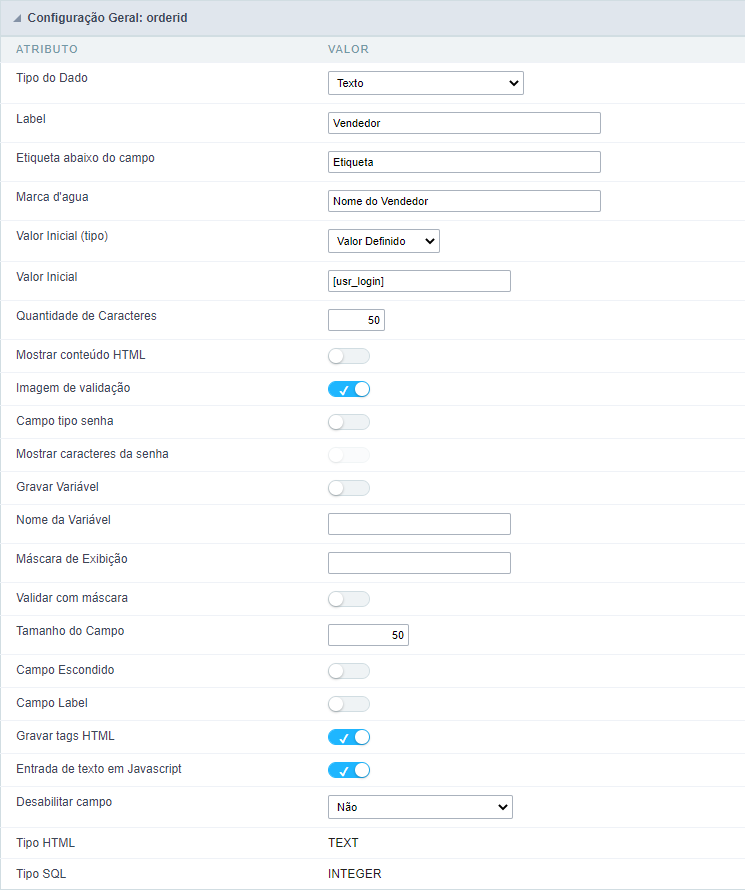 Configuração Geral: orderid
ATRIBUTO VALOR
Tipo do Dado Texto
Label Vendedor
Etiqueta abaixo do campo Etiqueta
Marca d'agua Nome do Vendedor
Valor Inicial (tipo) Valor Definido
Valor Inicial [usr_login]
Quantidade de Caracteres 50
Mostrar conteúdo HTML
Imagem de validação
Campo tipo senha
Mostrar caracteres da senha
Gravar Variável
Nome da Variável
Máscara de Exibição
Validar com máscara
Tamanho do Campo 50
Campo Escondido
Campo Label
Gravar tags HTML
Entrada de texto em Javascript
Desabilitar campo Não
Tipo HTML TEXT
Tipo SQL INTEGER